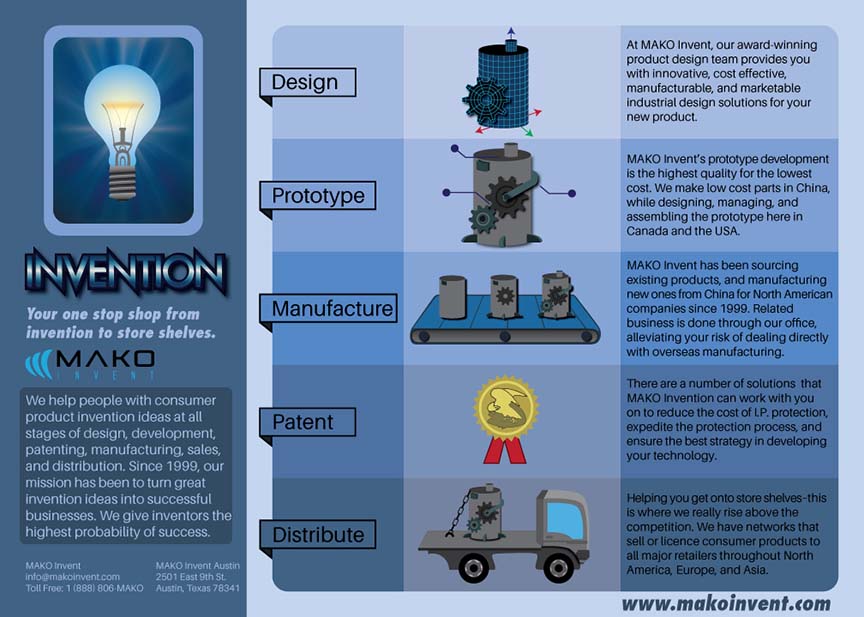 INVENTION
Your one stop shop from
invention to store shelves.
MAKO
INVENT
We help people with consumer
product invention ideas at all
stages of design, development,
patenting, manufacturing, sales,
and distribution. Since 1999, our
mission has been to turn great
invention ideas into successful
businesses. We give inventors the
highest probability of success.
MAKO Invent
info@makoinvent.com
Toll Free: 1 (888) 806-MAKO
MAKO Invent Austin
2501 East 9th St.
Austin, Texas 78341
Design
At MAKO Invent, our award-winning
product design team provides you
with innovative, cost effective,
manufacturable, and marketable
industrial design solutions for your
new product.
Prototype
MAKO Invent's prototype development
is the highest quality for the lowest
cost. We make low cost parts in China,
while designing, managing, and
assembling the prototype here in
Canada and the USA.
Manufacture
MAKO Invent has been sourcing
existing products, and manufacturing
new ones from China for North American
companies since 1999. Related
business is done through our office,
alleviating your risk of dealing directly
with overseas manufacturing.
Patent
There are a number of solutions that
MAKO Invention can work with you
on to reduce the cost of I.P. protection,
expedite the protection process, and
ensure the best strategy in developing
your technology.
Distribute
Helping you get onto store shelves-this
is where we really rise above the
competition. We have networks that
sell or licence consumer products to
all major retailers throughout North
America, Europe, and Asia.
www.makoinvent.com